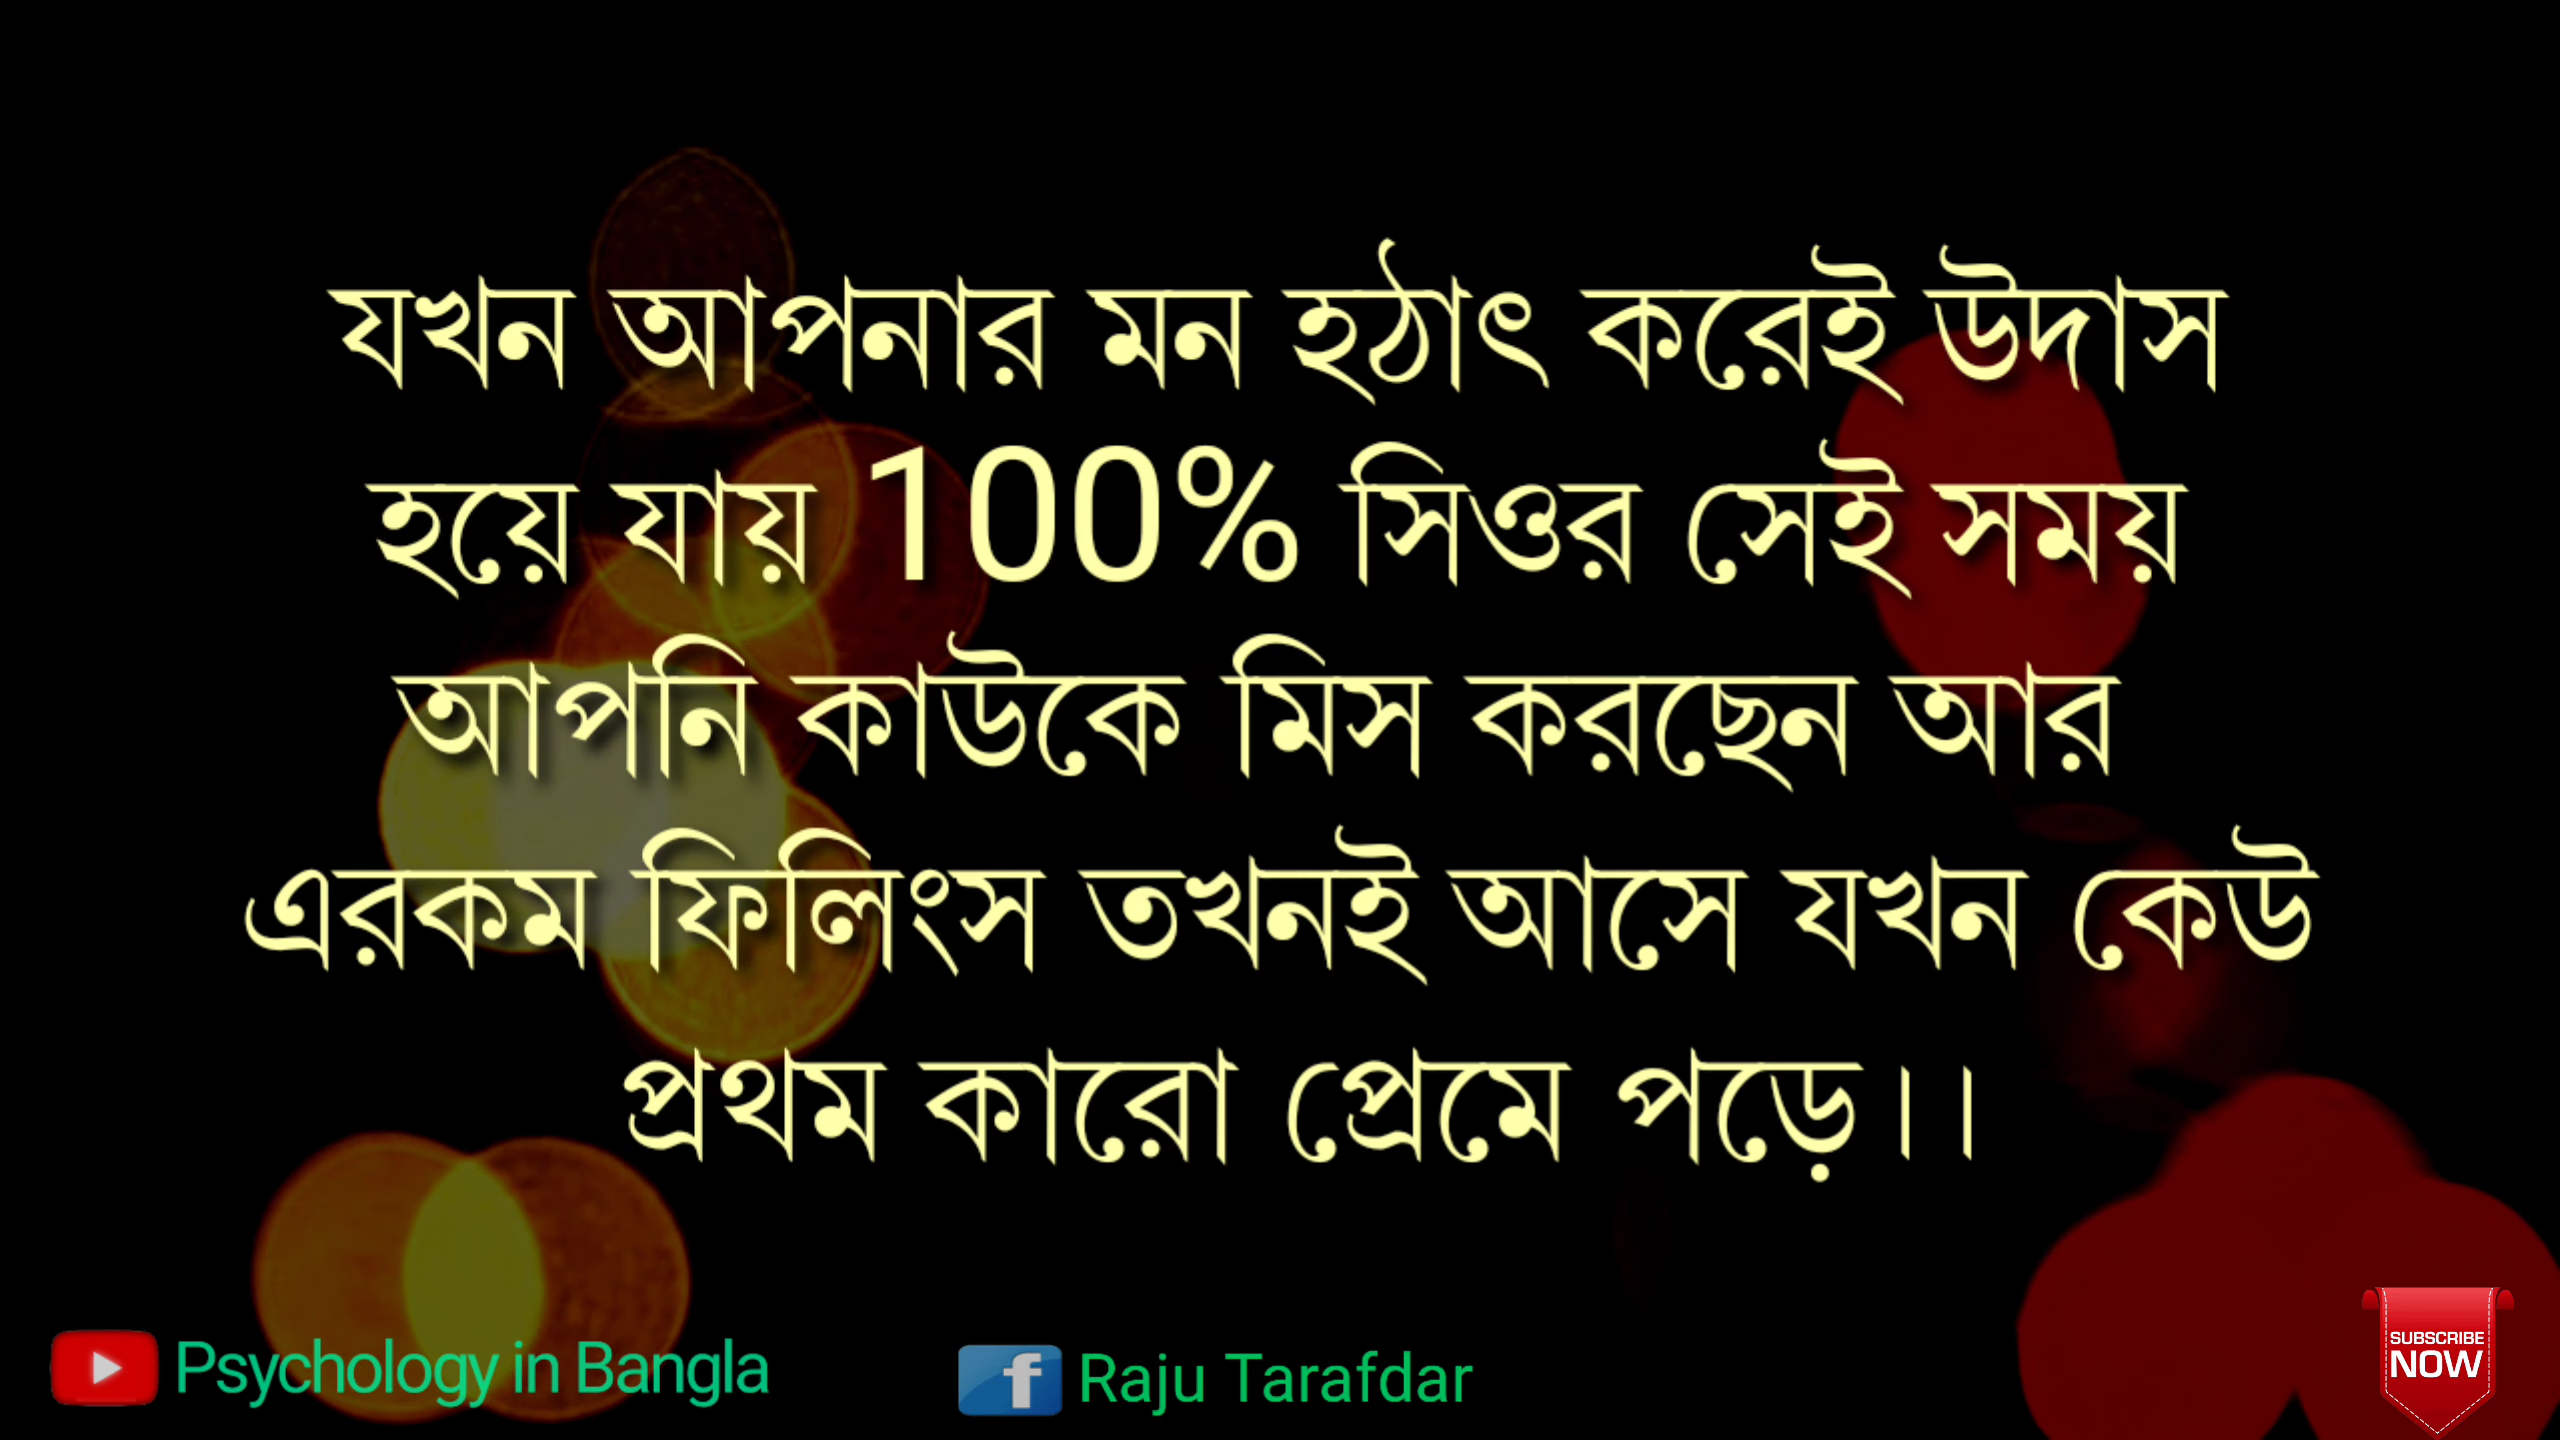 যখন আপনার মন হঠাৎ করেই উদাস
হয়ে যায় 100% সিওর সেই সময়
আপনি কাউকে মিস করছেন আর
এরকম ফিলিংস তখনই আসে যখন কেউ
প্রথম কারো প্রেমে পড়ে।।
Psychology in Bangla
f Raju Tarafdar
SUBSCRIBE
NOW